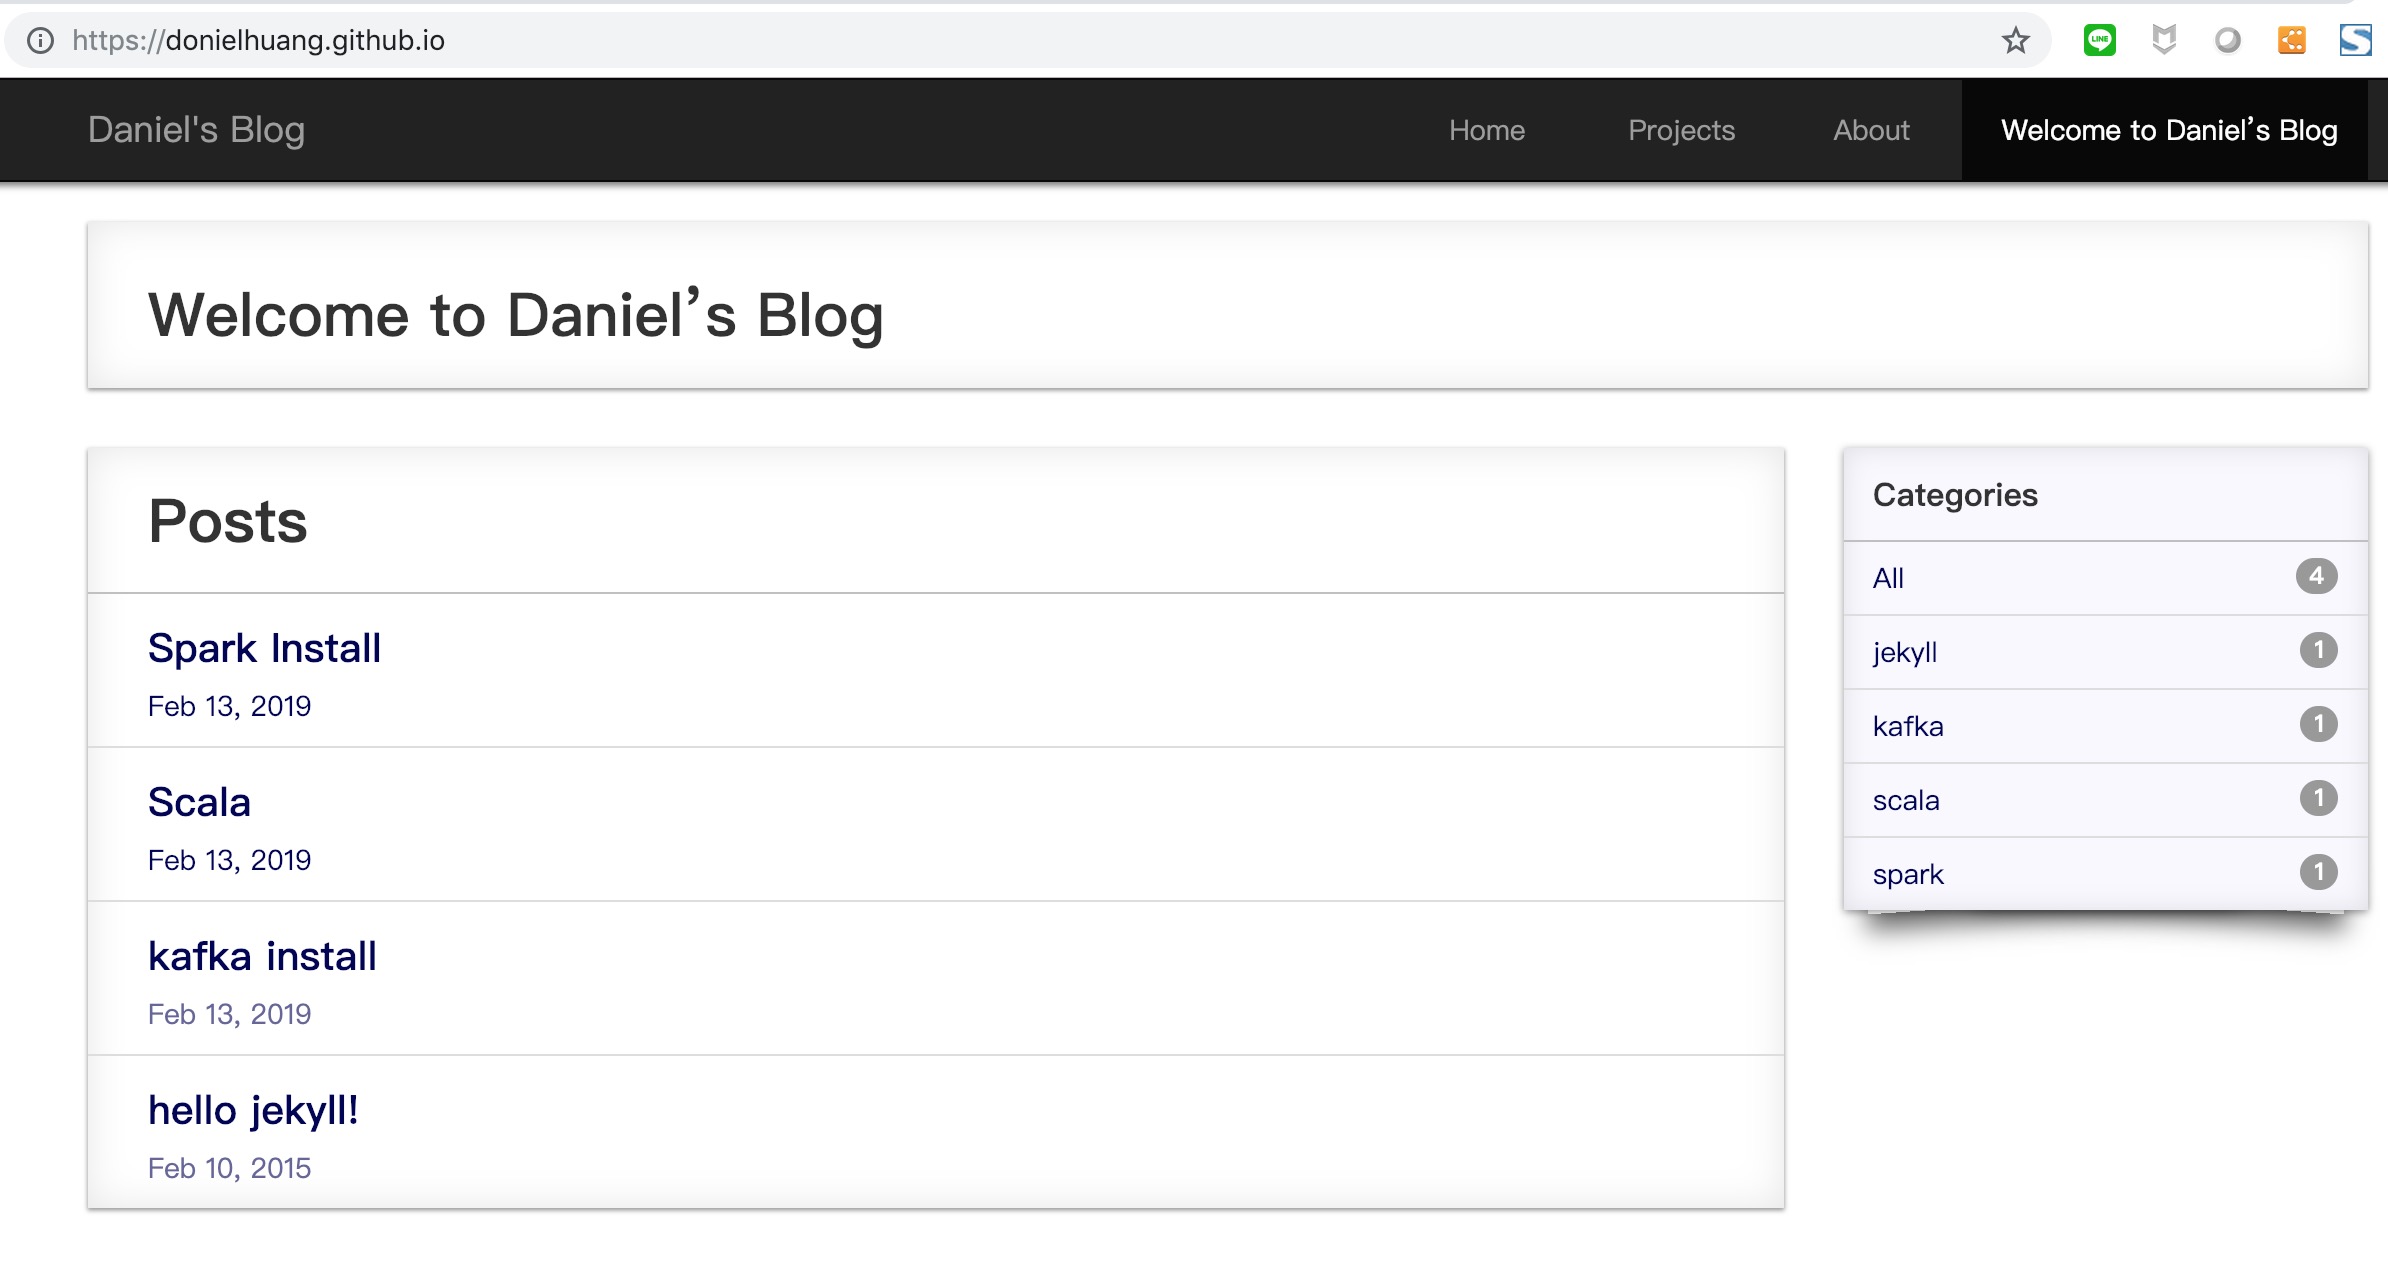 https://donielhuang.github.io
LINE
Daniel's Blog
Home
Projects
About
Welcome to Daniel’s Blog
Welcome to Daniel’s Blog
Posts
Spark Install
Feb 13, 2019
Scala
Feb 13, 2019
kafka install
Feb 13, 2019
hello jekyll!
Feb 10, 2015
Categories
All 4
jekyll 1
kafka 1
scala 1
spark 1